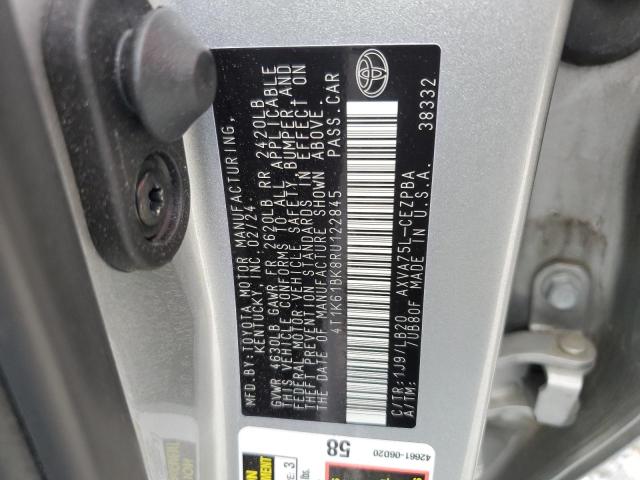 MFD.BY:TOYOTA MOTOR MANUFACTURING,
KENTUCKY, INC. 02/24
GVWR 4630LB GAWR FR 2620LB RR 2420LB
THIS VEHICLE CONFORMS TO ALL APPLICABLE
FEDERAL MOTOR VEHICLE SAFETY, BUMPER, AND
THEFT PREVENTION STANDARDS IN EFFECT ON
THE DATE OF MANUFACTURE SHOWN ABOVE.
4T1K61BK8RU122845 PASS.CAR
C/TR:1J9/LB20 AXVA75L-CEZPBA
A/TM: 7UB80F MADE IN U.S.A. 38332
58
42661-06D20
3